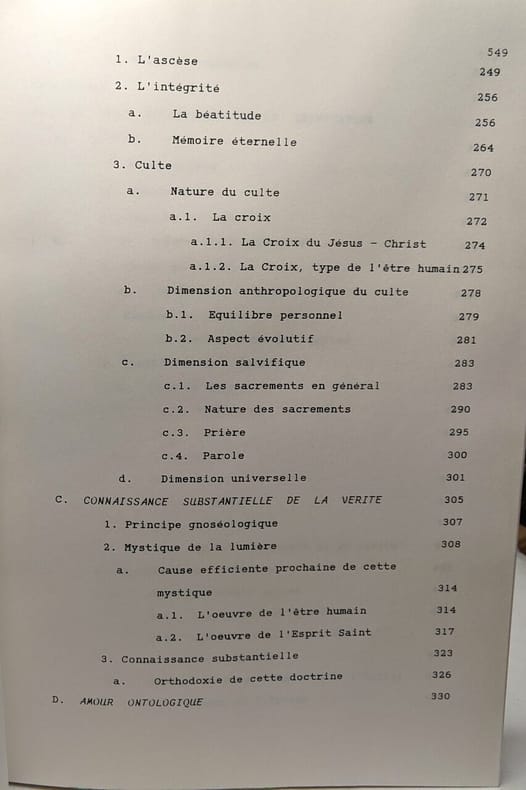 549
1. L'ascèse 249
2. L'intégrité 256
a. La béatitude 256
b. Mémoire éternelle 264
3. Culte 270
a. Nature du culte 271
a.1. La croix 272
a.1.1. La Croix du Jésus - Christ 274
a.1.2. La Croix, type de l'être humain 275
b. Dimension anthropologique du culte 278
b.1. Equilibre personnel 279
b.2. Aspect évolutif 281
c. Dimension salvifique 283
c.1. Les sacrements en général 283
c.2. Nature des sacrements 290
c.3. Prière 295
c.4. Parole 300
d. Dimension universelle 301
C. CONNAISSANCE SUBSTANTIELLE DE LA VERITE 305
1. Principe gnoséologique 307
2. Mystique de la lumière 308
a. Cause efficiente prochaine de cette
mystique 314
a.1. L'oeuvre de l'être humain 314
a.2. L'oeuvre de l'Esprit Saint 317
3. Connaissance substantielle 323
a. Orthodoxie de cette doctrine 326
D. AMOUR ONTOLOGIQUE 330